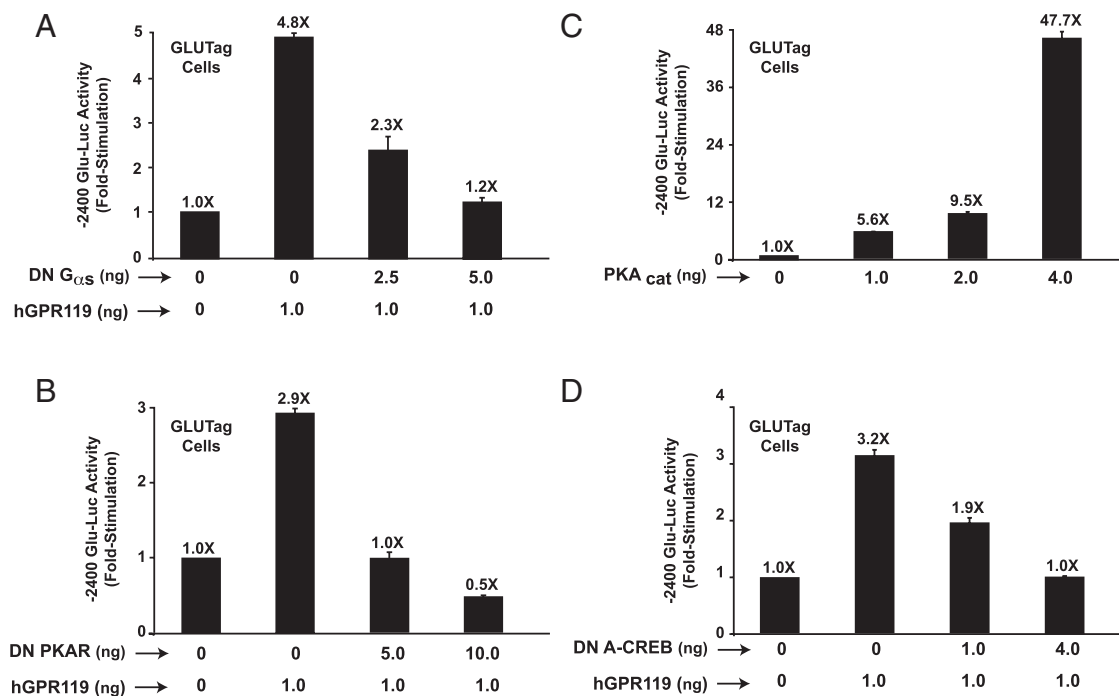 A
-2400 Glu-Luc Activity
(Fold-Stimulation)
GLUTag
Cells
5
4
3
2
1
0
1.0X
4.8X
2.3X
1.2X
DN Gαs (ng) → 0 0 2.5 5.0
hGPR119 (ng) → 0 1.0 1.0 1.0
C
-2400 Glu-Luc Activity
(Fold-Stimulation)
GLUTag
Cells
48
36
24
12
0
1.0X
5.6X
9.5X
47.7X
PKA cat (ng) → 0 1.0 2.0 4.0
B
-2400 Glu-Luc Activity
(Fold-Stimulation)
GLUTag
Cells
3
2
1
0
1.0X
2.9X
1.0X
0.5X
DN PKAR (ng) → 0 0 5.0 10.0
hGPR119 (ng) → 0 1.0 1.0 1.0
D
-2400 Glu-Luc Activity
(Fold-Stimulation)
GLUTag
Cells
4
3
2
1
0
1.0X
3.2X
1.9X
1.0X
DN A-CREB (ng) → 0 0 1.0 4.0
hGPR119 (ng) → 0 1.0 1.0 1.0